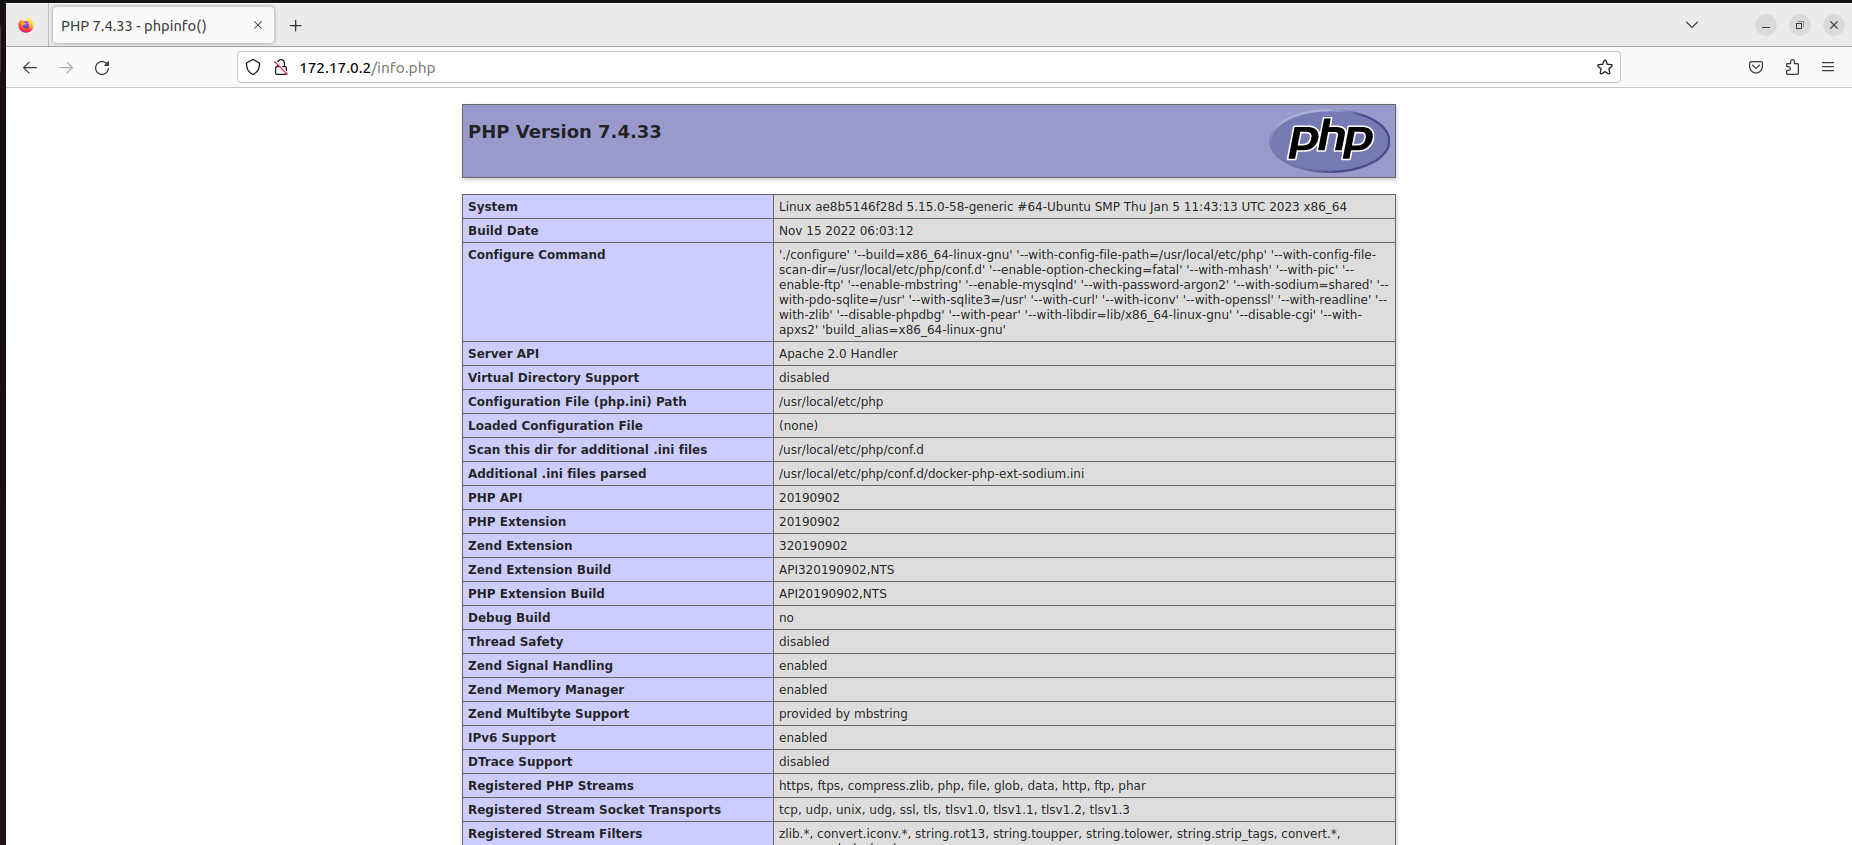 PHP 7.4.33 - phpinfo()
172.17.0.2/info.php
PHP Version 7.4.33
php
System Linux ae8b5146f28d 5.15.0-58-generic #64-Ubuntu SMP Thu Jan 5 11:43:13 UTC 2023 x86_64
Build Date Nov 15 2022 06:03:12
Configure Command './configure' '--build=x86_64-linux-gnu' '--with-config-file-path=/usr/local/etc/php' '--with-config-file-
scan-dir=/usr/local/etc/php/conf.d' '--enable-option-checking=fatal' '--with-mhash' '--with-pic' '--
enable-ftp' '--enable-mbstring' '--enable-mysqlnd' '--with-password-argon2' '--with-sodium=shared' '--
with-pdo-sqlite=/usr' '--with-sqlite3=/usr' '--with-curl' '--with-iconv' '--with-openssl' '--with-readline' '--
with-zlib' '--disable-phpdbg' '--with-pear' '--with-libdir=lib/x86_64-linux-gnu' '--disable-cgi' '--with-
apxs2' 'build_alias=x86_64-linux-gnu'
Server API Apache 2.0 Handler
Virtual Directory Support disabled
Configuration File (php.ini) Path /usr/local/etc/php
Loaded Configuration File (none)
Scan this dir for additional .ini files /usr/local/etc/php/conf.d
Additional .ini files parsed /usr/local/etc/php/conf.d/docker-php-ext-sodium.ini
PHP API 20190902
PHP Extension 20190902
Zend Extension 320190902
Zend Extension Build API320190902,NTS
PHP Extension Build API20190902,NTS
Debug Build no
Thread Safety disabled
Zend Signal Handling enabled
Zend Memory Manager enabled
Zend Multibyte Support provided by mbstring
IPv6 Support enabled
DTrace Support disabled
Registered PHP Streams https, ftps, compress.zlib, php, file, glob, data, http, ftp, phar
Registered Stream Socket Transports tcp, udp, unix, udg, ssl, tls, tlsv1.0, tlsv1.1, tlsv1.2, tlsv1.3
Registered Stream Filters zlib.*, convert.iconv.*, string.rot13, string.toupper, string.tolower, string.strip_tags, convert.*,